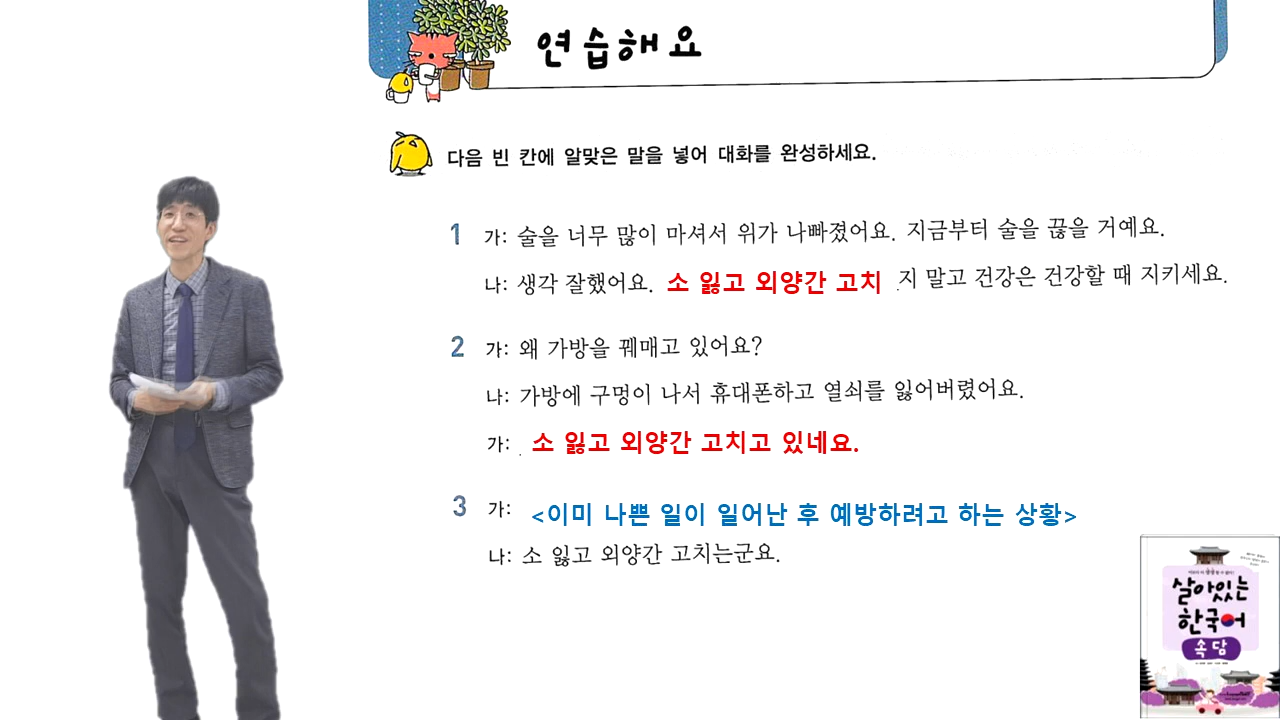 연습해요
다음 빈 칸에 알맞은 말을 넣어 대화를 완성하세요.
1 가: 술을 너무 많이 마셔서 위가 나빠졌어요. 지금부터 술을 끊을 거예요.
나: 생각 잘했어요. 소 잃고 외양간 고치 지 말고 건강은 건강할 때 지키세요.
2 가: 왜 가방을 꿰매고 있어요?
나: 가방에 구멍이 나서 휴대폰하고 열쇠를 잃어버렸어요.
가: 소 잃고 외양간 고치고 있네요.
3 가: <이미 나쁜 일이 일어난 후 예방하려고 하는 상황>
나: 소 잃고 외양간 고치는군요.
살아있는
한국어
속담